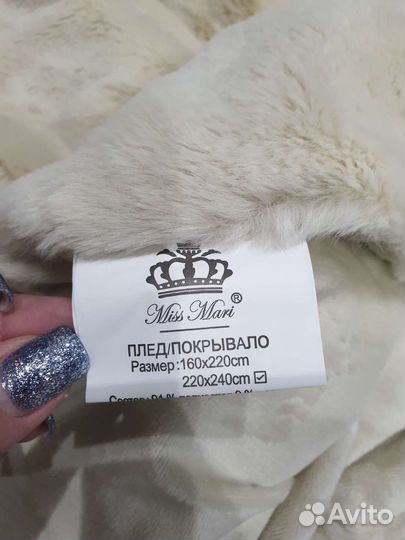 Miss Mari ®
ПЛЕД/ПОКРЫВАЛО
Размер: 160x220cm
220x240cm ☑
Avito